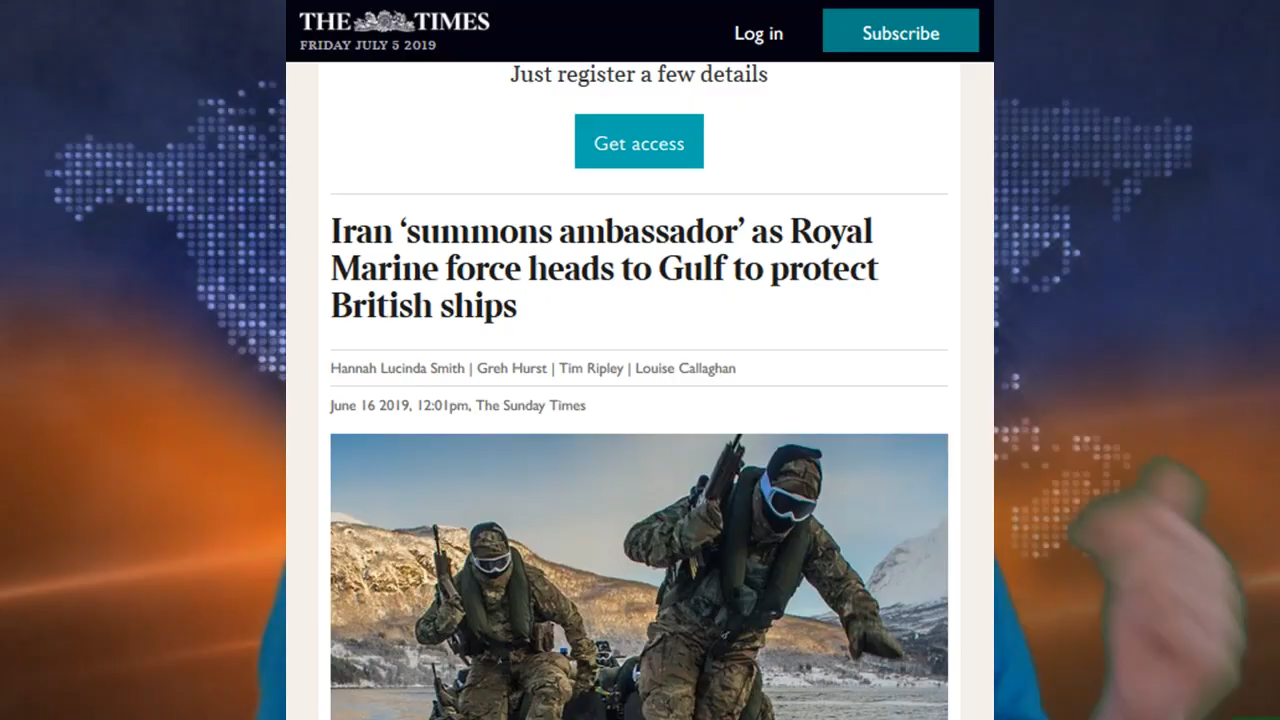 THE TIMES
FRIDAY JULY 5 2019
Log in
Subscribe
Just register a few details
Get access
Iran ‘summons ambassador’ as Royal
Marine force heads to Gulf to protect
British ships
Hannah Lucinda Smith | Greh Hurst | Tim Ripley | Louise Callaghan
June 16 2019, 12:01pm, The Sunday Times